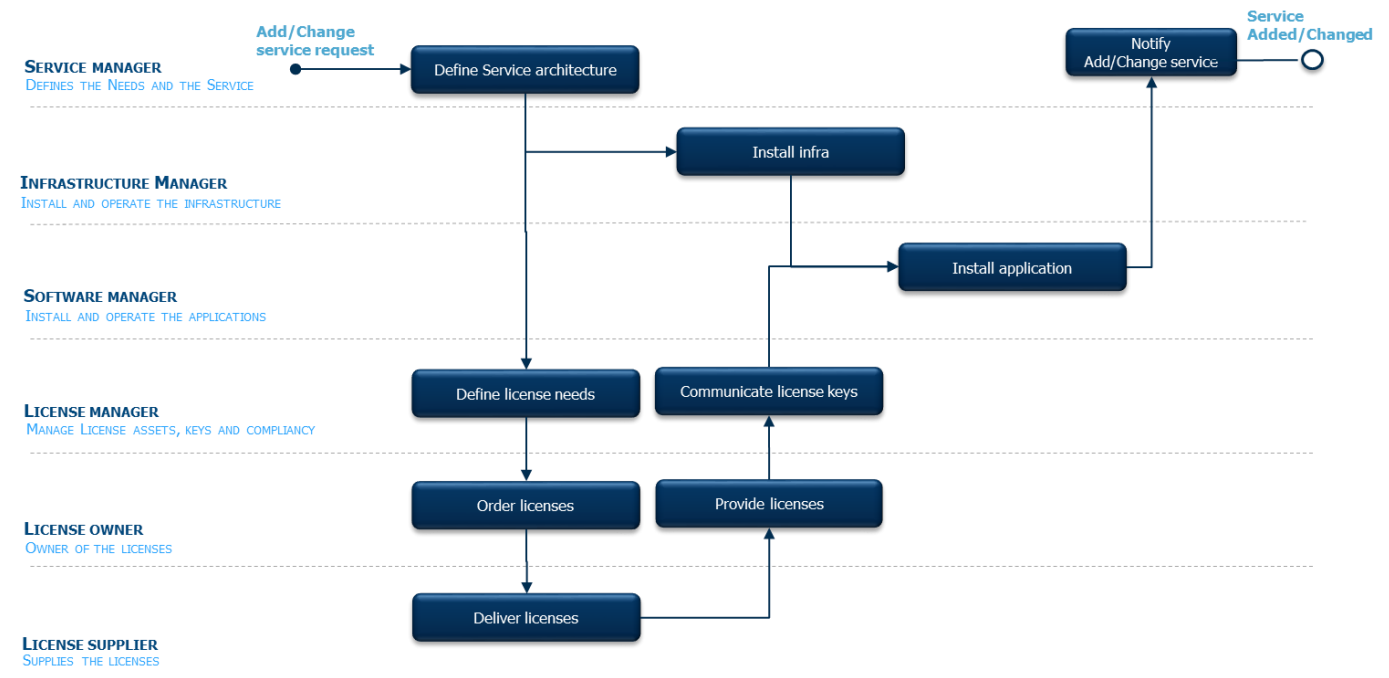 Add/Change
service request
Service
Added/Changed
Notify
Add/Change service
SERVICE MANAGER
DEFINES THE NEEDS AND THE SERVICE
Define Service architecture
Install infra
INFRASTRUCTURE MANAGER
INSTALL AND OPERATE THE INFRASTRUCTURE
Install application
SOFTWARE MANAGER
INSTALL AND OPERATE THE APPLICATIONS
Define license needs
Communicate license keys
LICENSE MANAGER
MANAGE LICENSE ASSETS, KEYS AND COMPLIANCY
Order licenses
Provide licenses
LICENSE OWNER
OWNER OF THE LICENSES
Deliver licenses
LICENSE SUPPLIER
SUPPLIES THE LICENSES